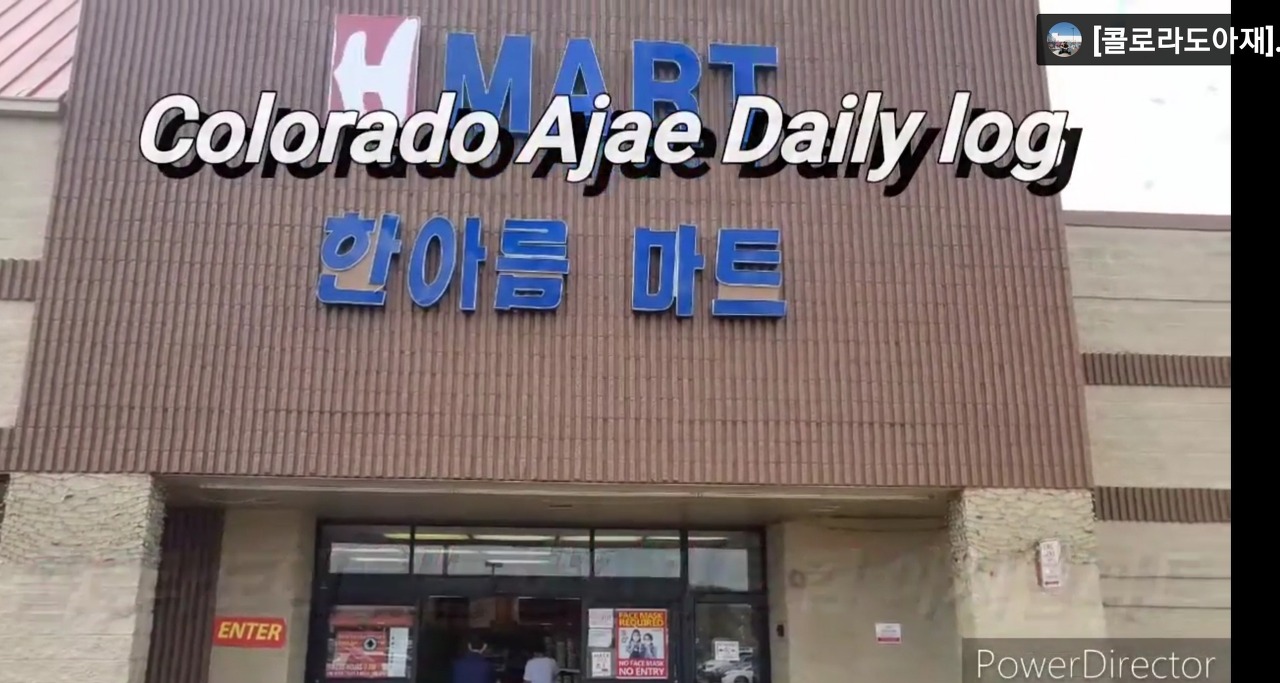 [콜로라도아재].
H MART
Colorado Ajae Daily log
한아름 마트
ENTER
FACE MASK
REQUIRED
NO FACE MASK
NO ENTRY
PowerDirector